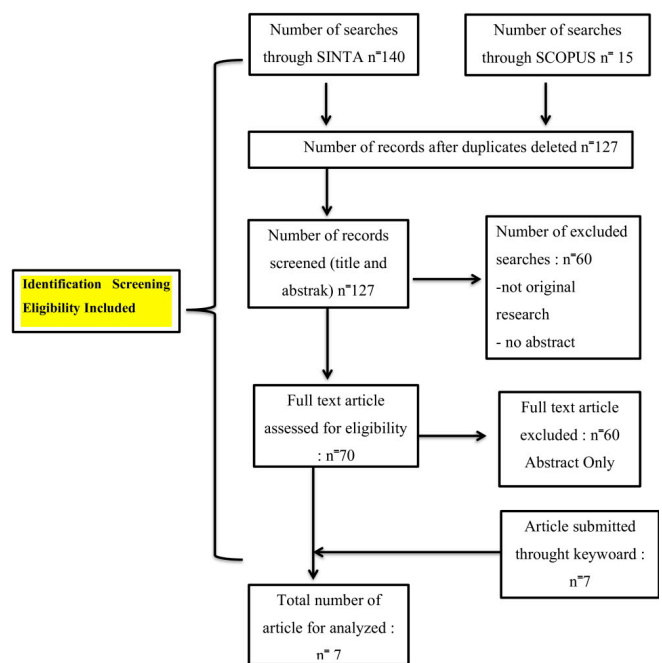 Number of searches
through SINTA n=140
Number of searches
through SCOPUS n= 15
Number of records after duplicates deleted n=127
Number of records
screened (title and
abstrak) n=127
Number of excluded
searches : n=60
-not original
research
- no abstract
Identification Screening
Eligibility Included
Full text article
assessed for eligibility
: n=70
Full text article
excluded : n=60
Abstract Only
Article submitted
throught keywoard :
n=7
Total number of
article for analyzed :
n= 7